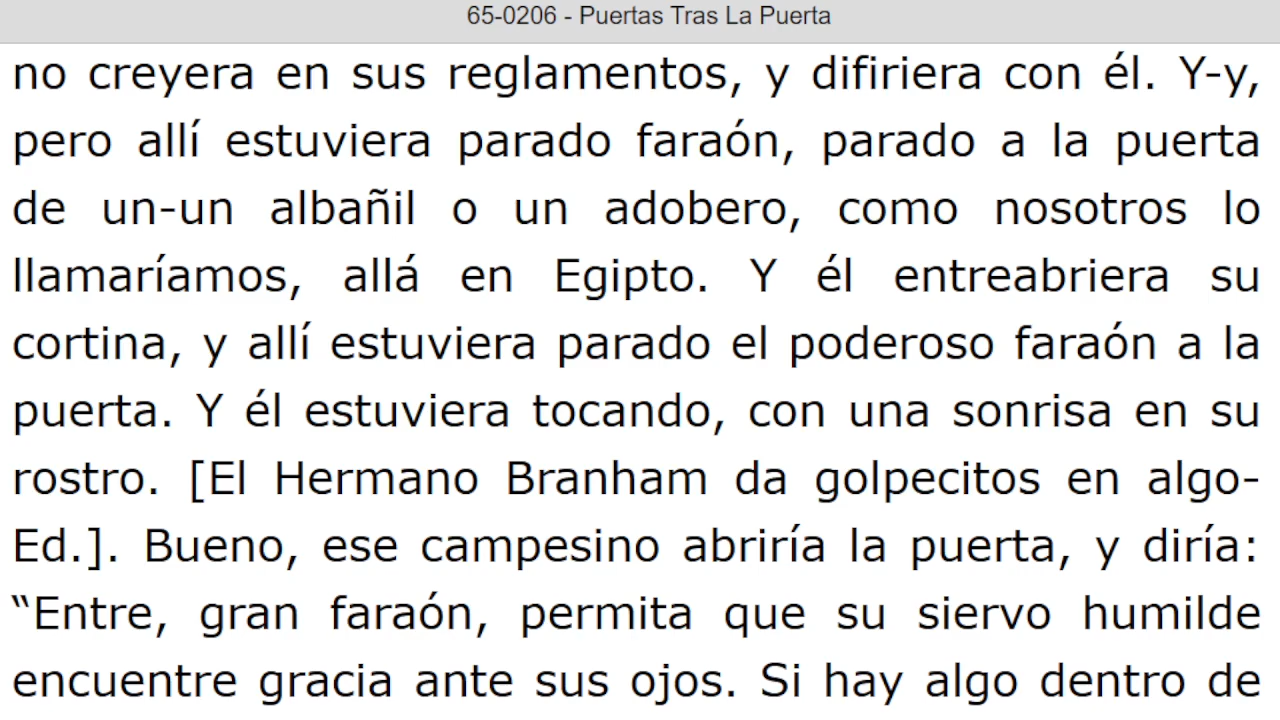 65-0206 - Puertas Tras La Puerta
no creyera en sus reglamentos, y difiriera con él. Y-y,
pero allí estuviera parado faraón, parado a la puerta
de un-un albañil o un adobero, como nosotros lo
llamaríamos, allá en Egipto. Y él entreabriera su
cortina, y allí estuviera parado el poderoso faraón a la
puerta. Y él estuviera tocando, con una sonrisa en su
rostro. [El Hermano Branham da golpecitos en algo-
Ed.]. Bueno, ese campesino abriría la puerta, y diría:
“Entre, gran faraón, permita que su siervo humilde
encuentre gracia ante sus ojos. Si hay algo dentro de